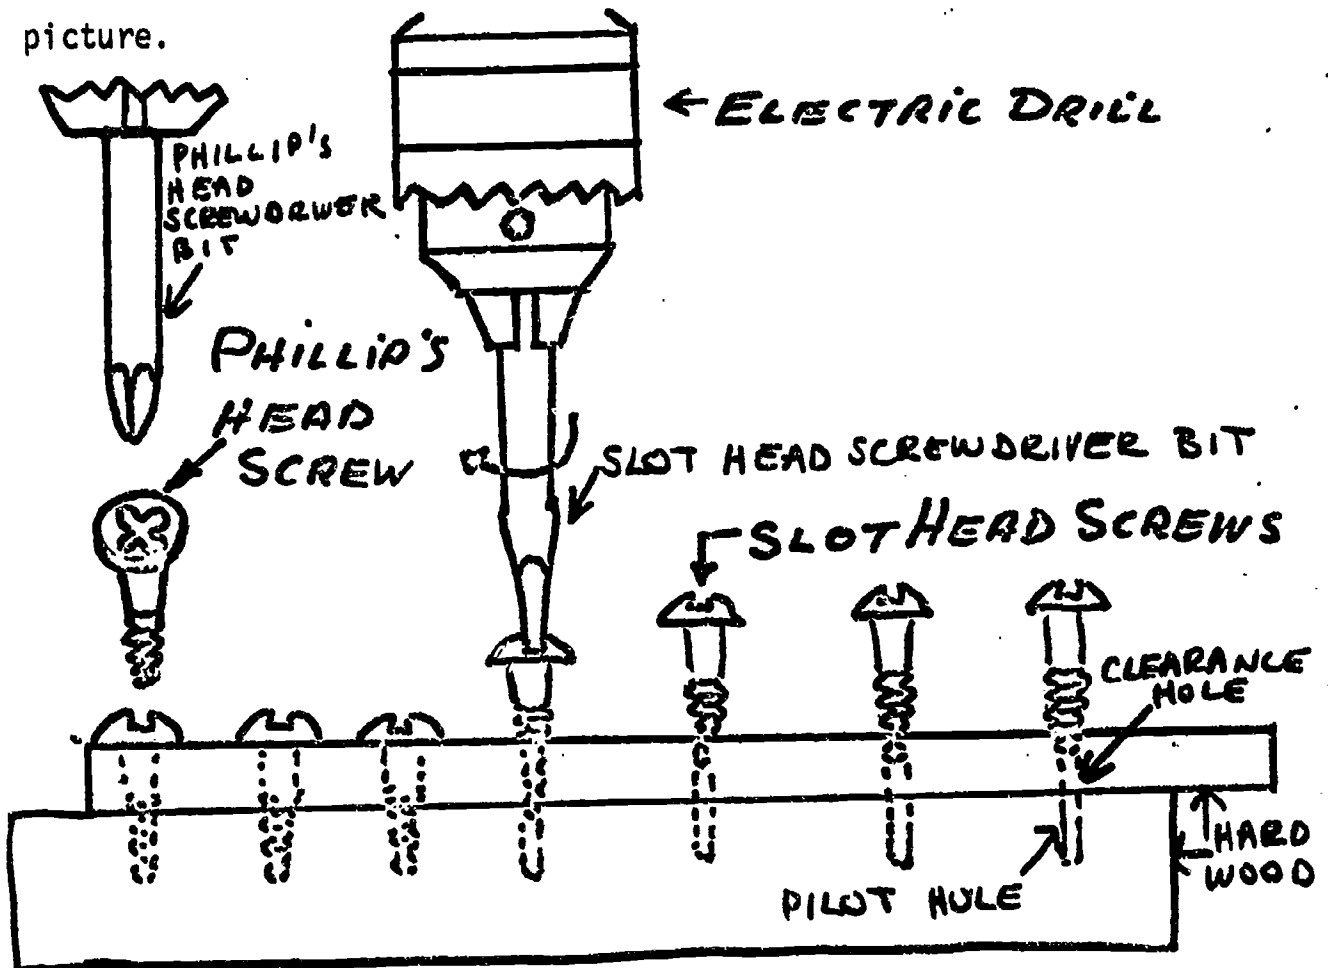 picture.
← ELECTRIC DRILL
PHILLIP'S
HEAD
SCREWDRIVER
BIT
PHILLIP'S
HEAD
SCREW
SLOT HEAD SCREWDRIVER BIT
SLOT HEAD SCREWS
CLEARANCE
HOLE
HARD
WOOD
PILOT HOLE